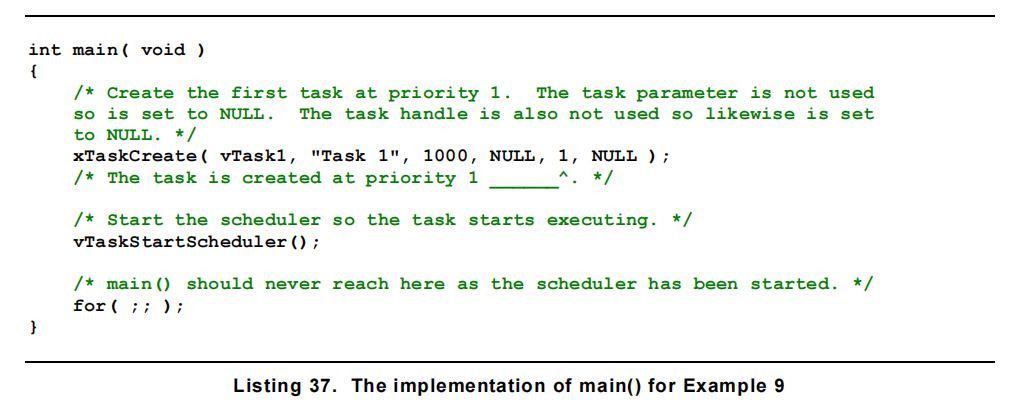 int main( void )
{
/* Create the first task at priority 1.  The task parameter is not used
so is set to NULL.  The task handle is also not used so likewise is set
to NULL. */
xTaskCreate( vTask1, "Task 1", 1000, NULL, 1, NULL );
/* The task is created at priority 1 ______^. */
/* Start the scheduler so the task starts executing. */
vTaskStartScheduler();
/* main() should never reach here as the scheduler has been started. */
for( ;; );
}
Listing 37.  The implementation of main() for Example 9